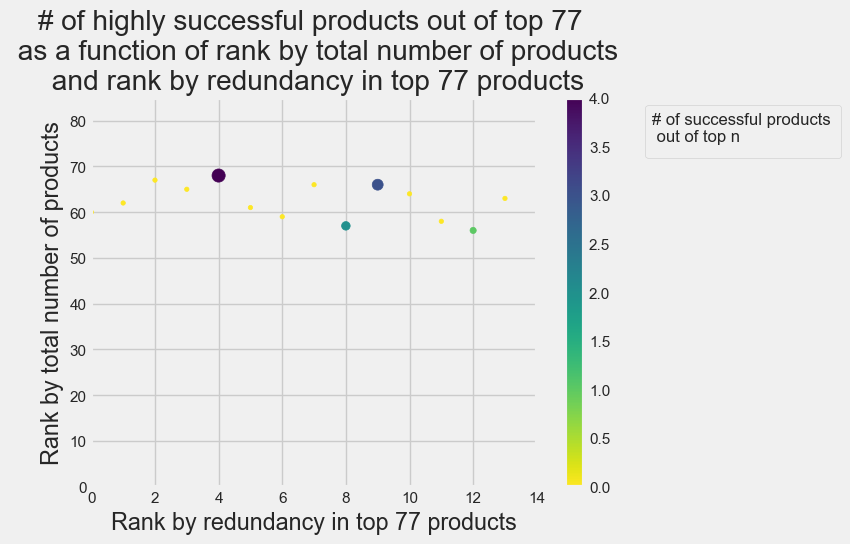 # of highly successful products out of top 77
as a function of rank by total number of products
and rank by redundancy in top 77 products
Rank by total number of products
80
70
60
50
40
30
20
10
0
0 2 4 6 8 10 12 14
Rank by redundancy in top 77 products
4.0
3.5
3.0
2.5
2.0
1.5
1.0
0.5
0.0
# of successful products
out of top n